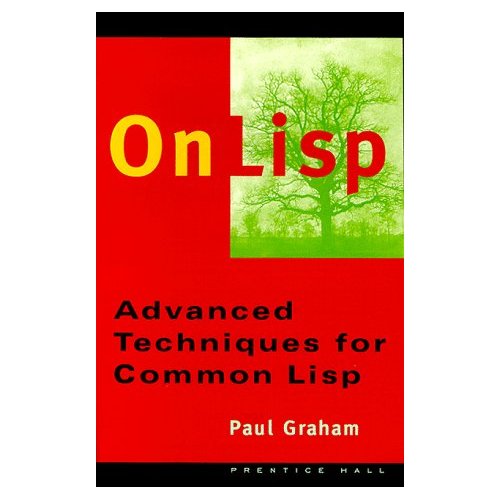 On Lisp
Advanced
Techniques for
Common Lisp
Paul Graham
PRENTICE HALL